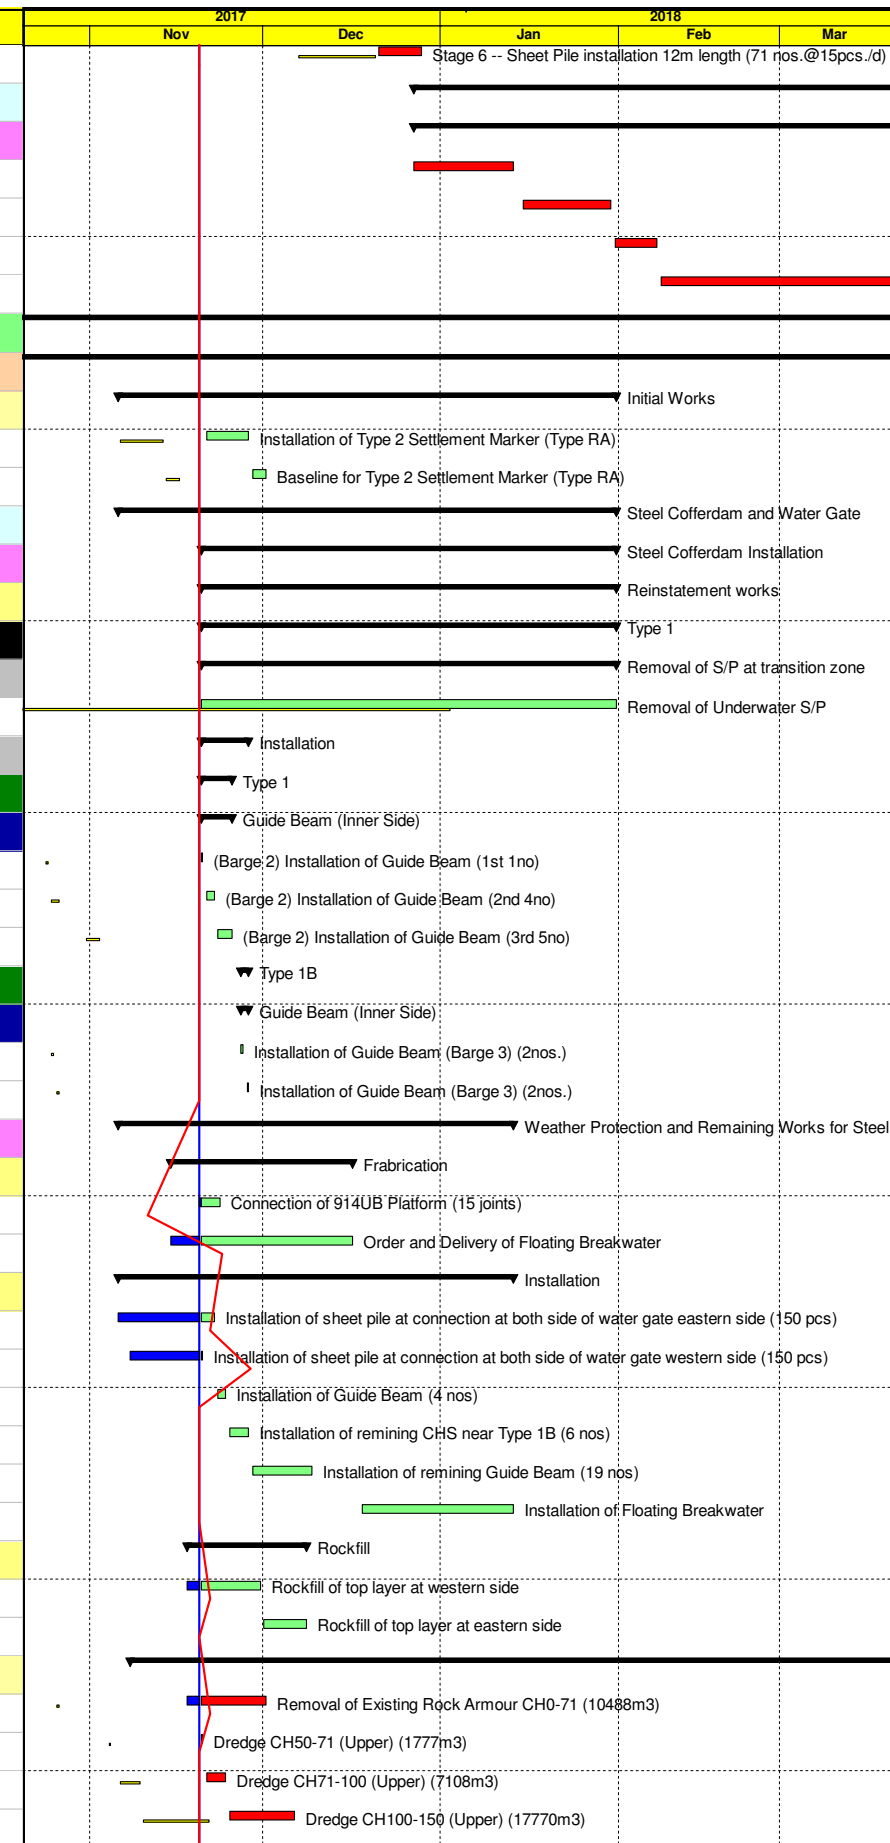 2017 2018
Nov Dec Jan Feb Mar
Stage 6 -- Sheet Pile installation 12m length (71 nos.@15pcs./d)
Initial Works
Installation of Type 2 Settlement Marker (Type RA)
Baseline for Type 2 Settlement Marker (Type RA)
Steel Cofferdam and Water Gate
Steel Cofferdam Installation
Reinstatement works
Type 1
Removal of S/P at transition zone
Removal of Underwater S/P
Installation
Type 1
Guide Beam (Inner Side)
(Barge 2) Installation of Guide Beam (1st 1no)
(Barge 2) Installation of Guide Beam (2nd 4no)
(Barge 2) Installation of Guide Beam (3rd 5no)
Type 1B
Guide Beam (Inner Side)
Installation of Guide Beam (Barge 3) (2nos.)
Installation of Guide Beam (Barge 3) (2nos.)
Weather Protection and Remaining Works for Steel
Frabrication
Connection of 914UB Platform (15 joints)
Order and Delivery of Floating Breakwater
Installation
Installation of sheet pile at connection at both side of water gate eastern side (150 pcs)
Installation of sheet pile at connection at both side of water gate western side (150 pcs)
Installation of Guide Beam (4 nos)
Installation of remining CHS near Type 1B (6 nos)
Installation of remining Guide Beam (19 nos)
Installation of Floating Breakwater
Rockfill
Rockfill of top layer at western side
Rockfill of top layer at eastern side
Removal of Existing Rock Armour CH0-71 (10488m3)
Dredge CH50-71 (Upper) (1777m3)
Dredge CH71-100 (Upper) (7108m3)
Dredge CH100-150 (Upper) (17770m3)